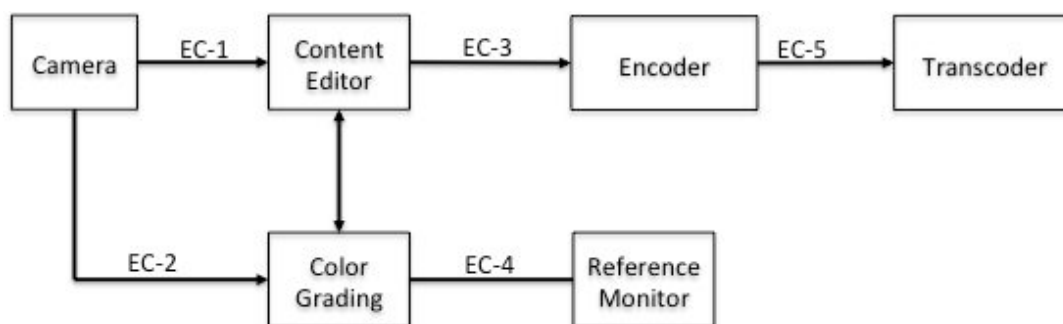 Camera
EC-1
Content
Editor
EC-3
Encoder
EC-5
Transcoder
EC-2
Color
Grading
EC-4
Reference
Monitor